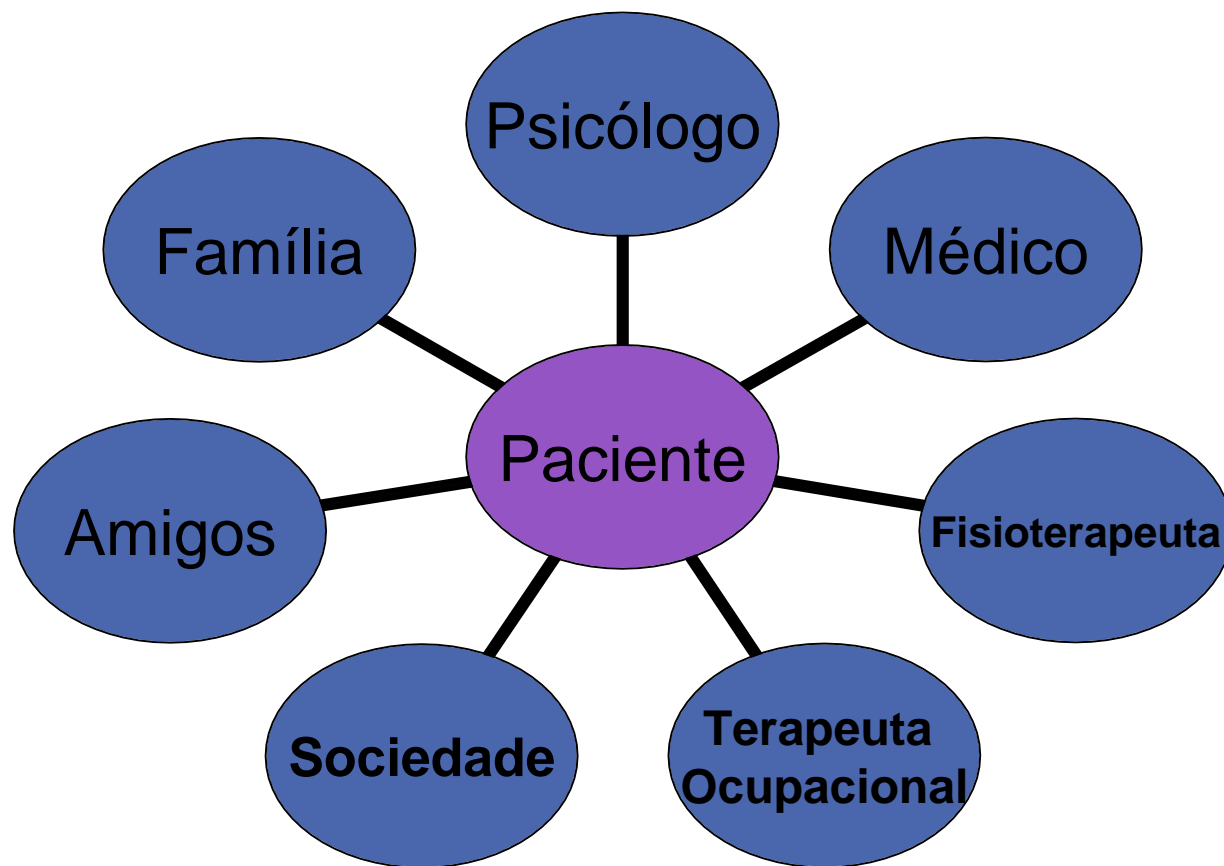 Psicólogo
Família
Médico
Paciente
Amigos
Fisioterapeuta
Sociedade
Terapeuta
Ocupacional